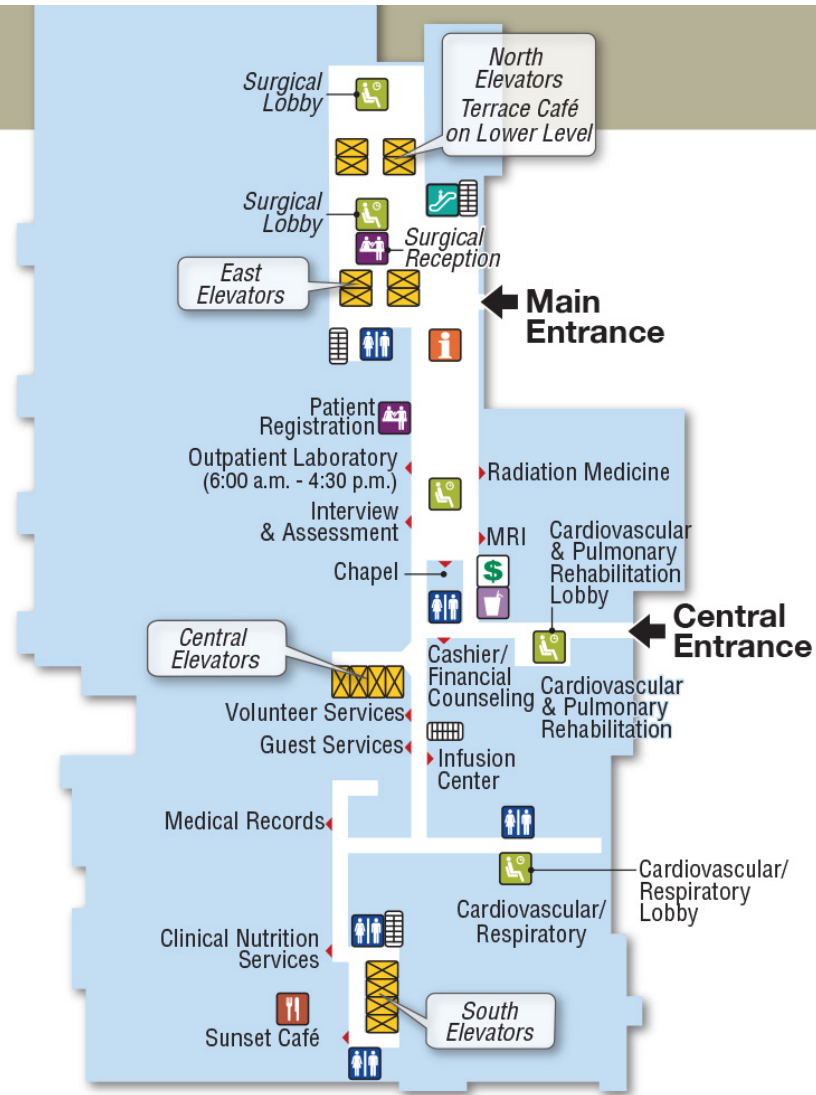 North
Elevators
Terrace Café
on Lower Level
Surgical
Lobby
Surgical
Lobby
Surgical
Reception
East
Elevators
Main
Entrance
i
Patient
Registration
Outpatient Laboratory
(6:00 a.m. - 4:30 p.m.)
Radiation Medicine
Interview
& Assessment
MRI
Cardiovascular
& Pulmonary
Rehabilitation
Lobby
Chapel
$
Central
Entrance
Central
Elevators
Cashier/
Financial
Counseling
Cardiovascular
& Pulmonary
Rehabilitation
Volunteer Services
Guest Services
Infusion
Center
Medical Records
Cardiovascular/
Respiratory
Lobby
Cardiovascular/
Respiratory
Clinical Nutrition
Services
South
Elevators
Sunset Café